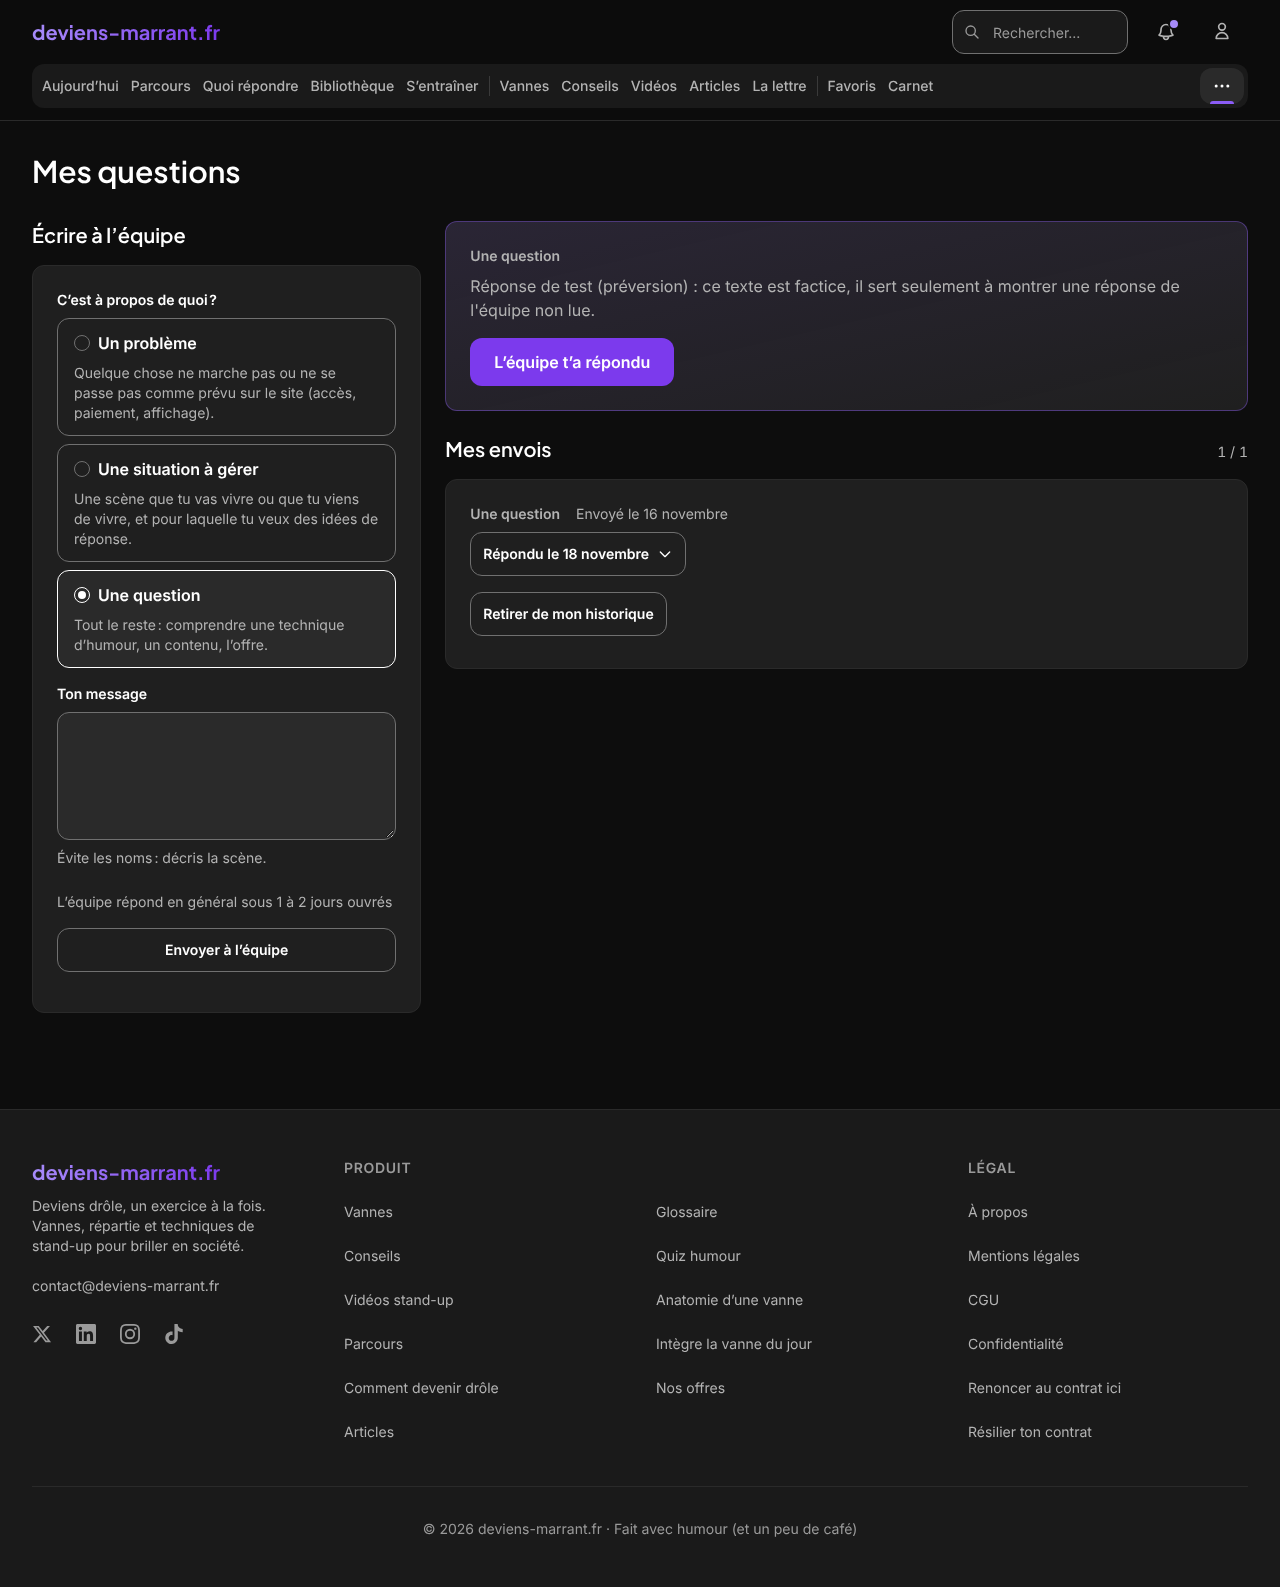 deviens-marrant.fr
Rechercher...
Aujourd’hui Parcours Quoi répondre Bibliothèque S’entraîner Vannes Conseils Vidéos Articles La lettre Favoris Carnet
Mes questions
Écrire à l’équipe
C’est à propos de quoi ?
Un problème
Quelque chose ne marche pas ou ne se
passe pas comme prévu sur le site (accès,
paiement, affichage).
Une situation à gérer
Une scène que tu vas vivre ou que tu viens
de vivre, et pour laquelle tu veux des idées de
réponse.
Une question
Tout le reste : comprendre une technique
d’humour, un contenu, l’offre.
Ton message
Évite les noms : décris la scène.
L’équipe répond en général sous 1 à 2 jours ouvrés
Envoyer à l’équipe
Une question
Réponse de test (préversion) : ce texte est factice, il sert seulement à montrer une réponse de
l'équipe non lue.
L’équipe t’a répondu
Mes envois
1 / 1
Une question Envoyé le 16 novembre
Répondu le 18 novembre
Retirer de mon historique
deviens-marrant.fr
Deviens drôle, un exercice à la fois.
Vannes, répartie et techniques de
stand-up pour briller en société.
contact@deviens-marrant.fr
PRODUIT
Vannes
Conseils
Vidéos stand-up
Parcours
Comment devenir drôle
Articles
Glossaire
Quiz humour
Anatomie d’une vanne
Intègre la vanne du jour
Nos offres
LÉGAL
À propos
Mentions légales
CGU
Confidentialité
Renoncer au contrat ici
Résilier ton contrat
© 2026 deviens-marrant.fr · Fait avec humour (et un peu de café)